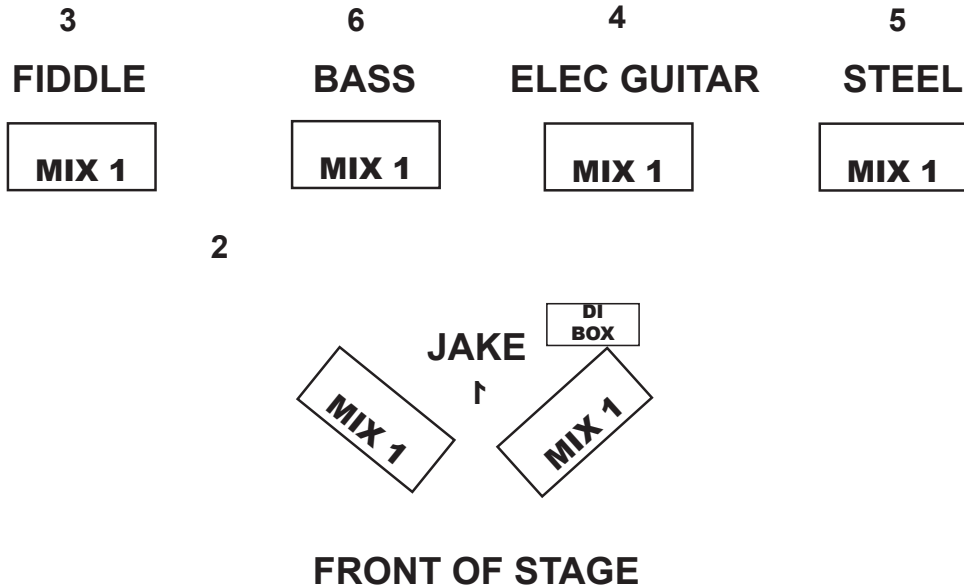 3 6 4 5
FIDDLE BASS ELEC GUITAR STEEL
MIX 1 MIX 1 MIX 1 MIX 1
2
DI
BOX
JAKE
1
MIX 1 MIX 1
FRONT OF STAGE